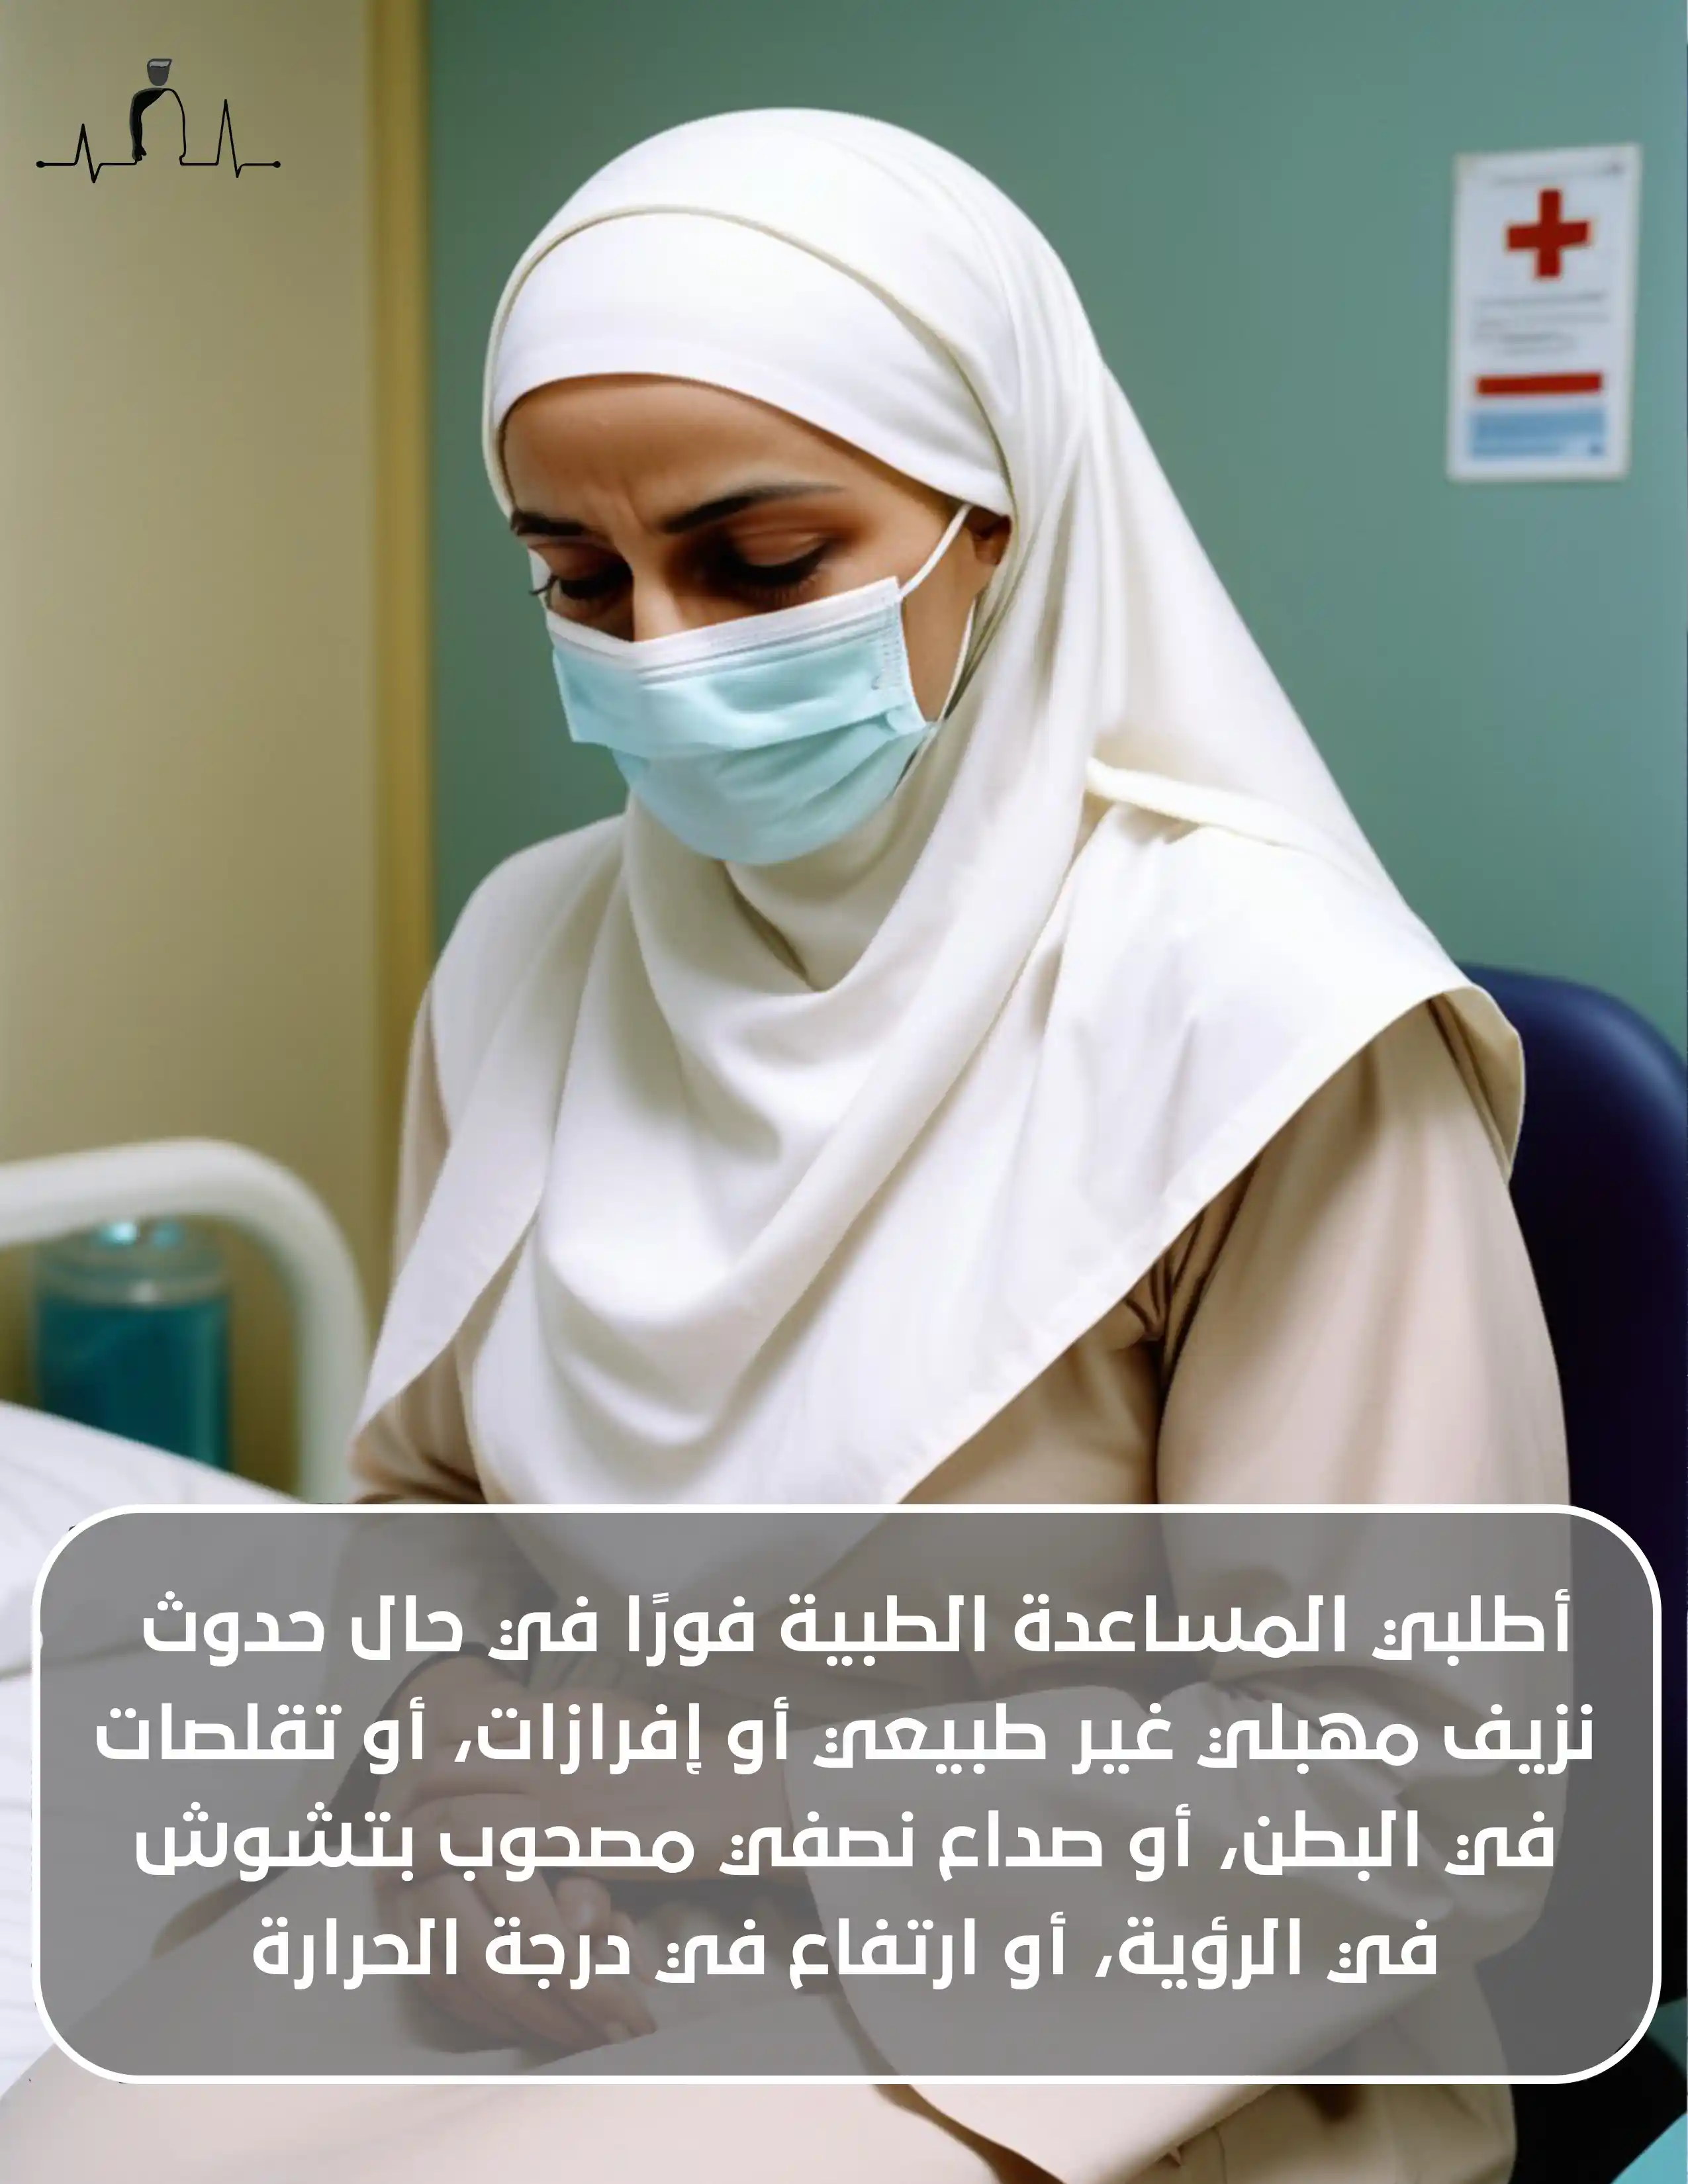 أطلبي المساعدة الطبية فورًا في حال حدوث
نزيف مهبلي غير طبيعي أو إفرازات، أو تقلصات
في البطن، أو صداع نصفي مصحوب بتشوش
في الرؤية، أو ارتفاع في درجة الحرارة